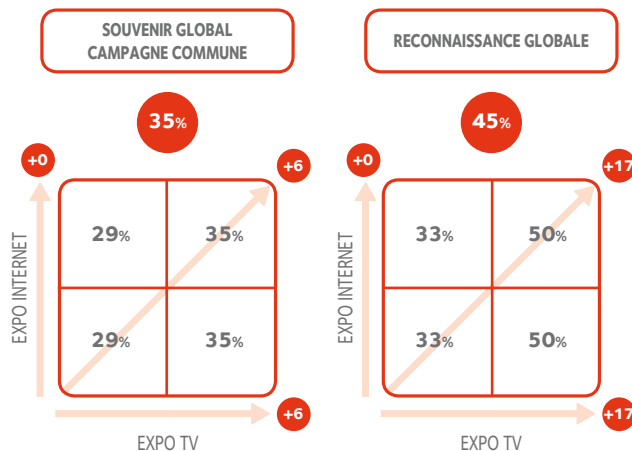 SOUVENIR GLOBAL
CAMPAGNE COMMUNE
35%
+0
+6
EXPO INTERNET
29%
35%
29%
35%
+6
EXPO TV
RECONNAISSANCE GLOBALE
45%
+0
+17
EXPO INTERNET
33%
50%
33%
50%
+17
EXPO TV